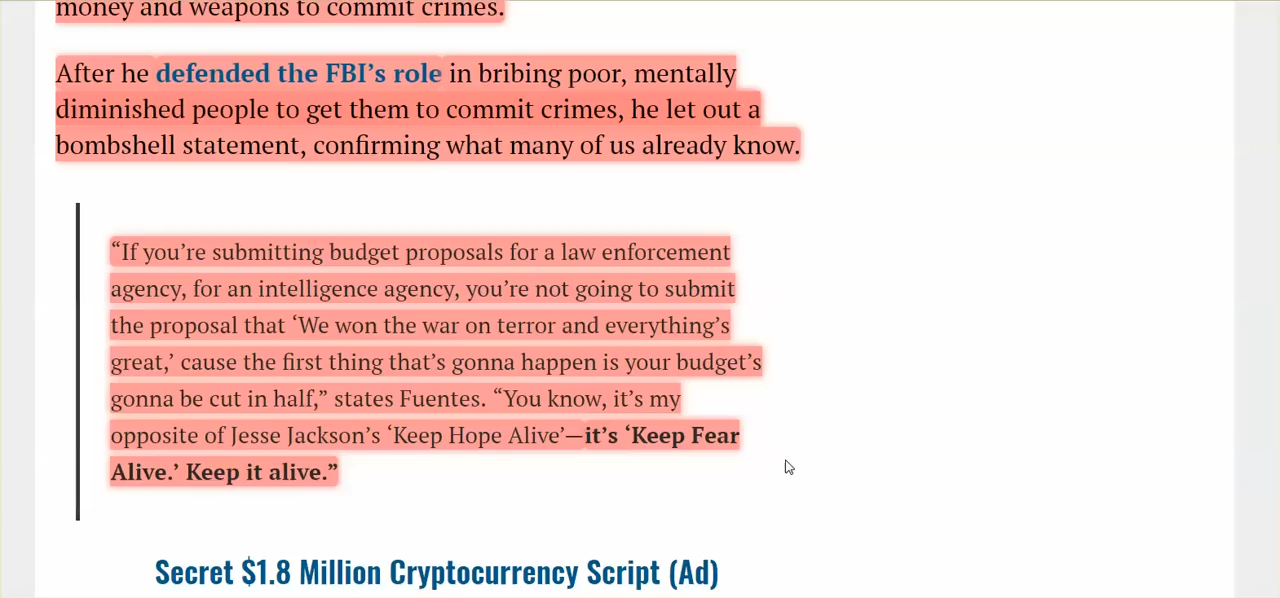 money and weapons to commit crimes.
After he defended the FBI’s role in bribing poor, mentally
diminished people to get them to commit crimes, he let out a
bombshell statement, confirming what many of us already know.
“If you’re submitting budget proposals for a law enforcement
agency, for an intelligence agency, you’re not going to submit
the proposal that ‘We won the war on terror and everything’s
great,’ cause the first thing that’s gonna happen is your budget’s
gonna be cut in half,” states Fuentes. “You know, it’s my
opposite of Jesse Jackson’s ‘Keep Hope Alive’—it’s ‘Keep Fear
Alive.’ Keep it alive.”
Secret $1.8 Million Cryptocurrency Script (Ad)